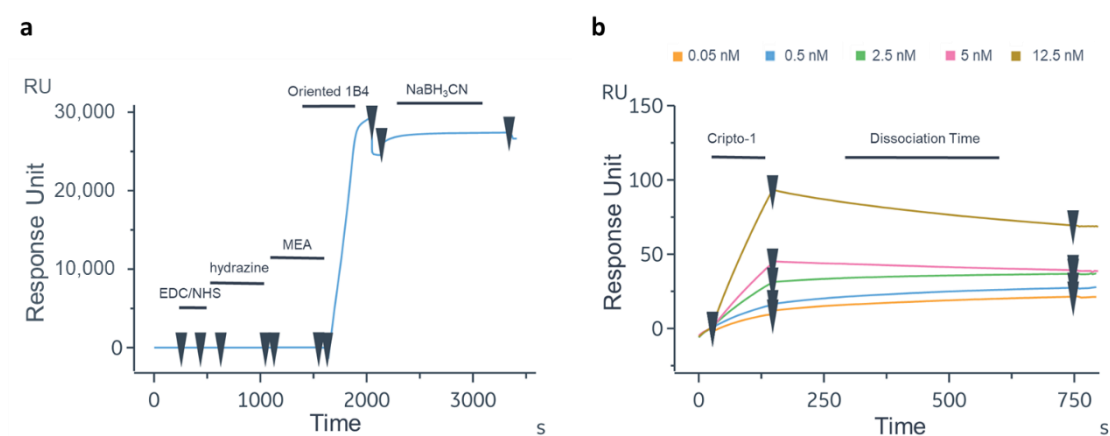 a
RU
Oriented 1B4
NaBH₃CN
30,000
20,000
MEA
10,000
hydrazine
EDC/NHS
0
Response Unit
0 1000 2000 3000
Time
s
b
0.05 nM 0.5 nM 2.5 nM 5 nM 12.5 nM
RU
150
Cripto-1
Dissociation Time
100
50
0
Response Unit
0 250 500 750
Time
s